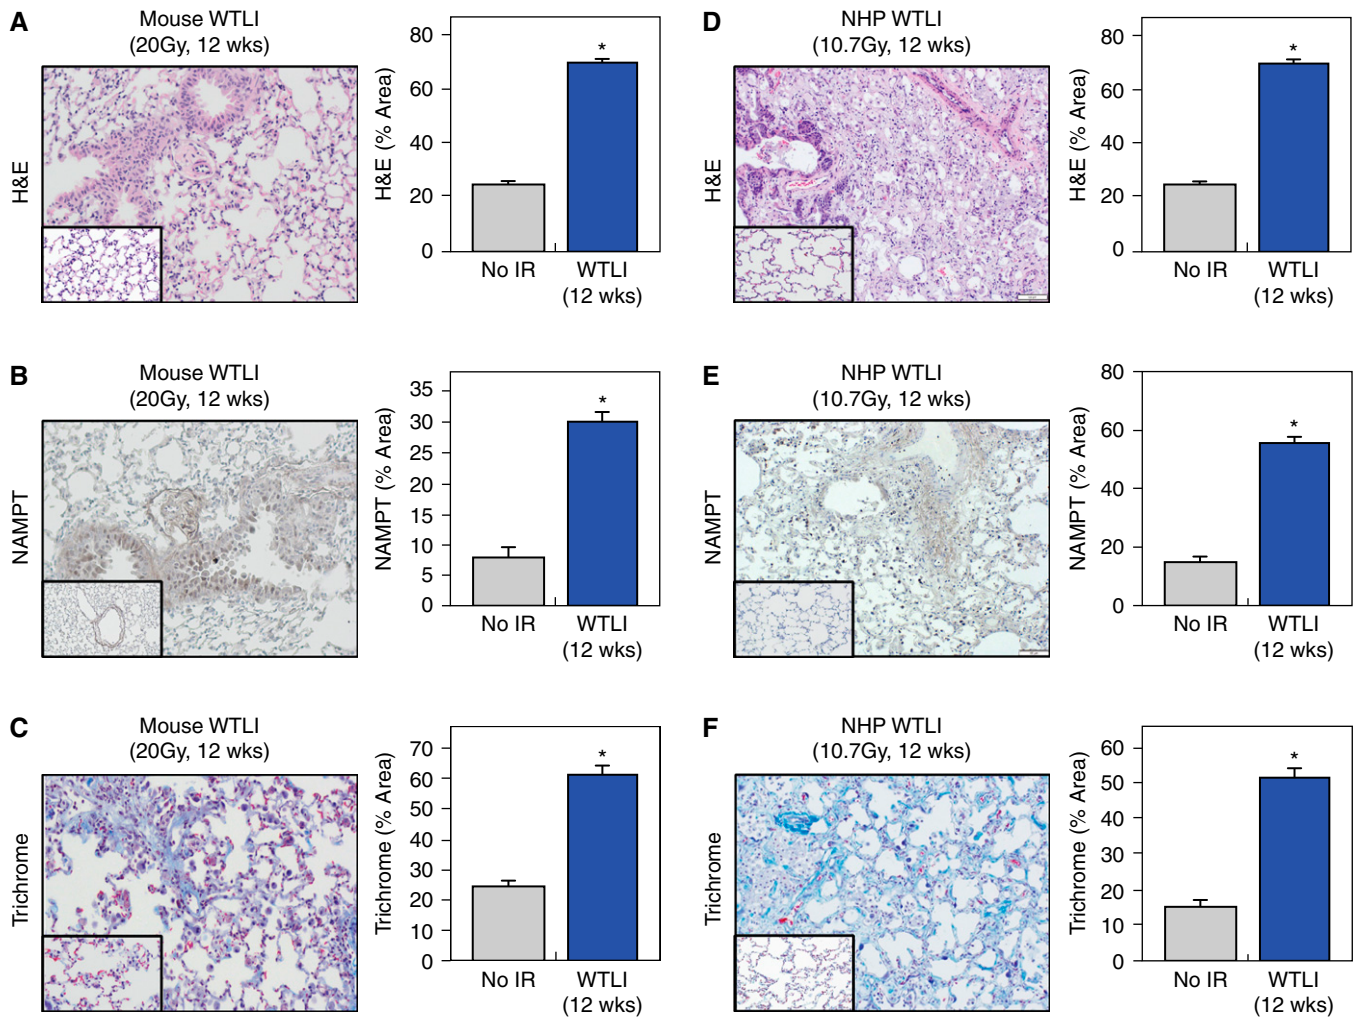 A
Mouse WTLI
(20Gy, 12 wks)
H&E
H&E (% Area)
80
60
40
20
0
*
No IR
WTLI
(12 wks)
D
NHP WTLI
(10.7Gy, 12 wks)
H&E
H&E (% Area)
80
60
40
20
0
*
No IR
WTLI
(12 wks)
B
Mouse WTLI
(20Gy, 12 wks)
NAMPT
NAMPT (% Area)
35
30
25
20
15
10
5
0
*
No IR
WTLI
(12 wks)
E
NHP WTLI
(10.7Gy, 12 wks)
NAMPT
NAMPT (% Area)
80
60
40
20
0
*
No IR
WTLI
(12 wks)
C
Mouse WTLI
(20Gy, 12 wks)
Trichrome
Trichrome (% Area)
70
60
50
40
30
20
10
0
*
No IR
WTLI
(12 wks)
F
NHP WTLI
(10.7Gy, 12 wks)
Trichrome
Trichrome (% Area)
60
50
40
30
20
10
0
*
No IR
WTLI
(12 wks)